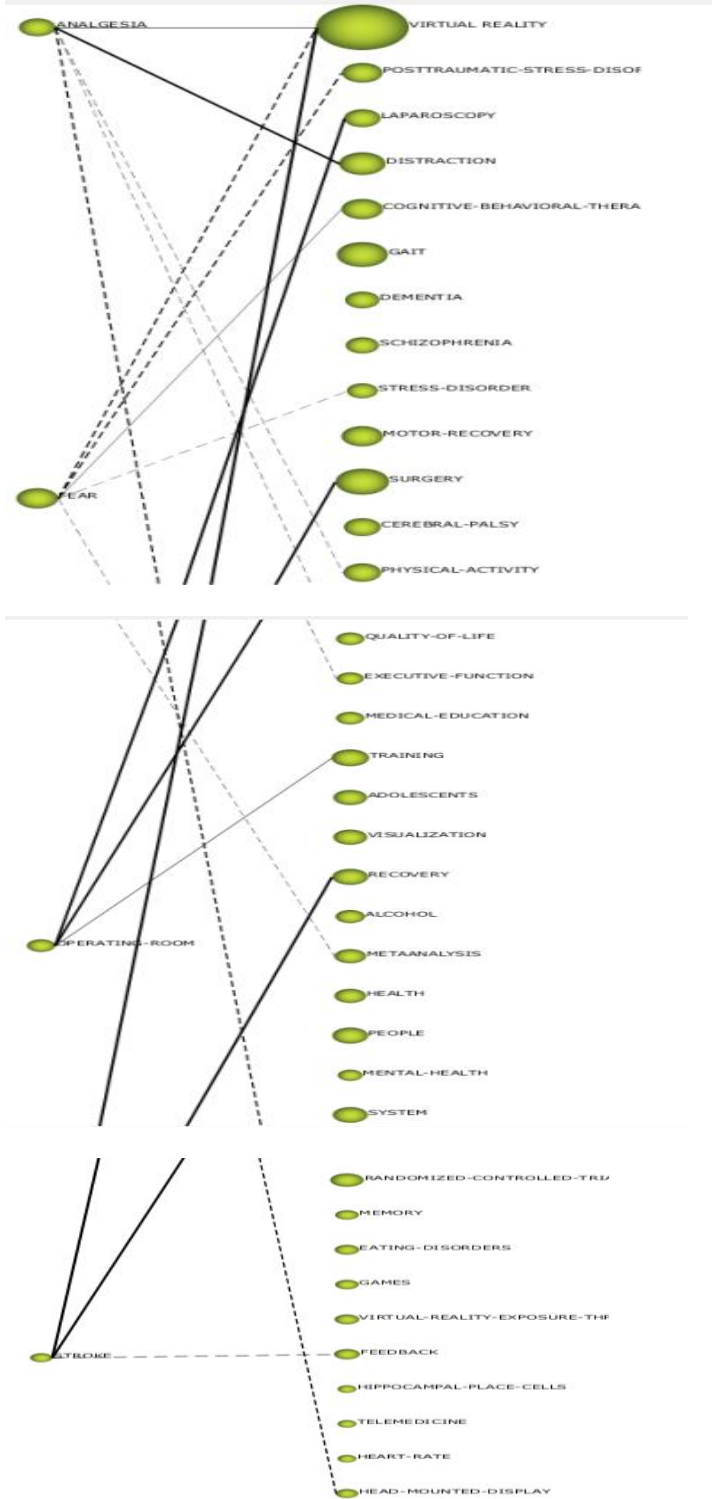 ANALGESIA
VIRTUAL REALITY
POSTTRAUMATIC-STRESS-DISOR
LAPAROSCOPY
DISTRACTION
COGNITIVE-BEHAVIORAL-THERA
GAIT
DEMENTIA
SCHIZOPHRENIA
STRESS-DISORDER
MOTOR-RECOVERY
SURGERY
FEAR
CEREBRAL-PALSY
PHYSICAL-ACTIVITY
QUALITY-OF-LIFE
EXECUTIVE-FUNCTION
MEDICAL-EDUCATION
TRAINING
ADOLESCENTS
VISUALIZATION
RECOVERY
ALCOHOL
OPERATING-ROOM
METAANALYSIS
HEALTH
PEOPLE
MENTAL-HEALTH
SYSTEM
RANDOMIZED-CONTROLLED-TRIA
MEMORY
EATING-DISORDERS
GAMES
VIRTUAL-REALITY-EXPOSURE-THE
STROKE
FEEDBACK
HIPPOCAMPAL-PLACE-CELLS
TELEMEDICINE
HEART-RATE
HEAD-MOUNTED-DISPLAY